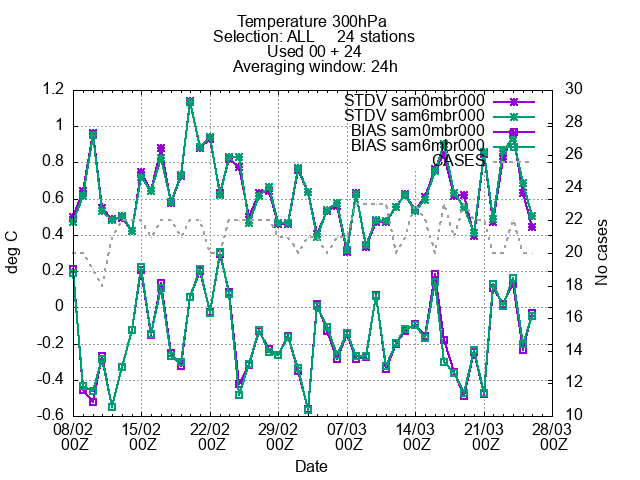 Temperature 300hPa
Selection: ALL 24 stations
Used 00 + 24
Averaging window: 24h
STDV sam0mbr000
STDV sam6mbr000
BIAS sam0mbr000
BIAS sam6mbr000
CASES
deg C
1.2
1
0.8
0.6
0.4
0.2
0
-0.2
-0.4
-0.6
No cases
30
28
26
24
22
20
18
16
14
12
10
08/02 15/02 22/02 29/02 07/03 14/03 21/03 28/03
00Z 00Z 00Z 00Z 00Z 00Z 00Z 00Z
Date